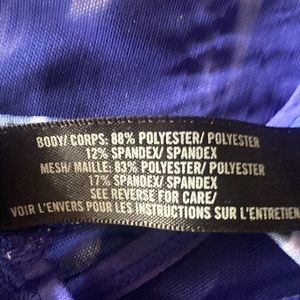 BODY/ CORPS: 88% POLYESTER/ POLYESTER
12% SPANDEX/ SPANDEX
MESH/ MAILLE: 83% POLYESTER/ POLYESTER
17% SPANDEX/ SPANDEX
SEE REVERSE FOR CARE/
VOIR L'ENVERS POUR LES INSTRUCTIONS SUR L'ENTRETIEN